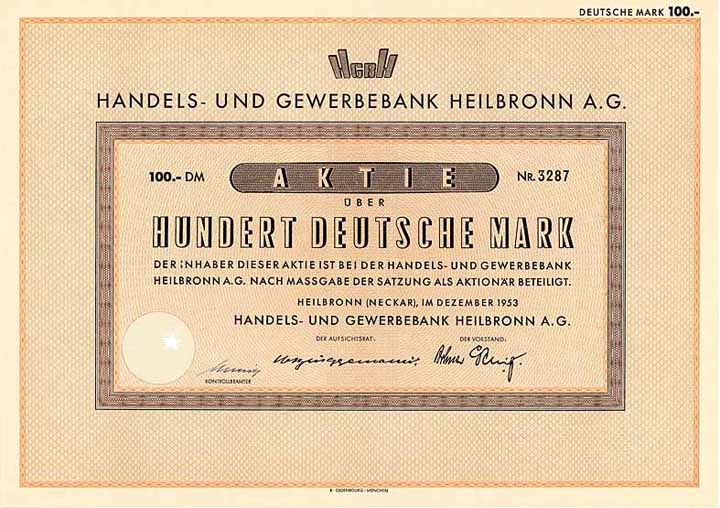 DEUTSCHE MARK 100.-
HGBH
HANDELS- UND GEWERBEBANK HEILBRONN A.G.
100.- DM AKTIE NR. 3287
ÜBER
HUNDERT DEUTSCHE MARK
DER INHABER DIESER AKTIE IST BEI DER HANDELS- UND GEWERBEBANK
HEILBRONN A.G. NACH MASSGABE DER SATZUNG ALS AKTIONÄR BETEILIGT.
HEILBRONN (NECKAR), IM DEZEMBER 1953
HANDELS- UND GEWERBEBANK HEILBRONN A.G.
DER AUFSICHTSRAT: DER VORSTAND:
KONTROLLBEAMTER
R. OLDENBOURG - MÜNCHEN